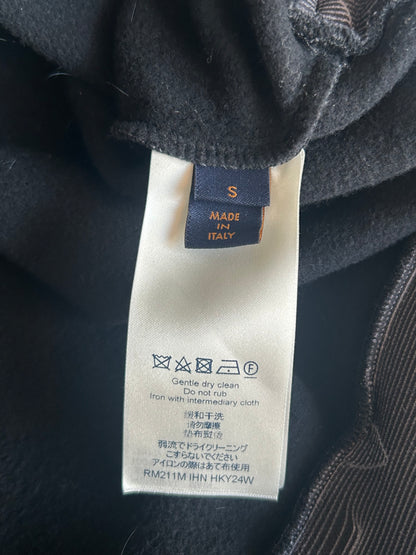 S
MADE
IN
ITALY
F
Gentle dry clean
Do not rub
Iron with intermediary cloth
缓和干洗
请勿摩擦
垫布熨烫
弱流でドライクリーニング
こすらないでください
アイロンの際はあて布使用
RM211M IHN HKY24W